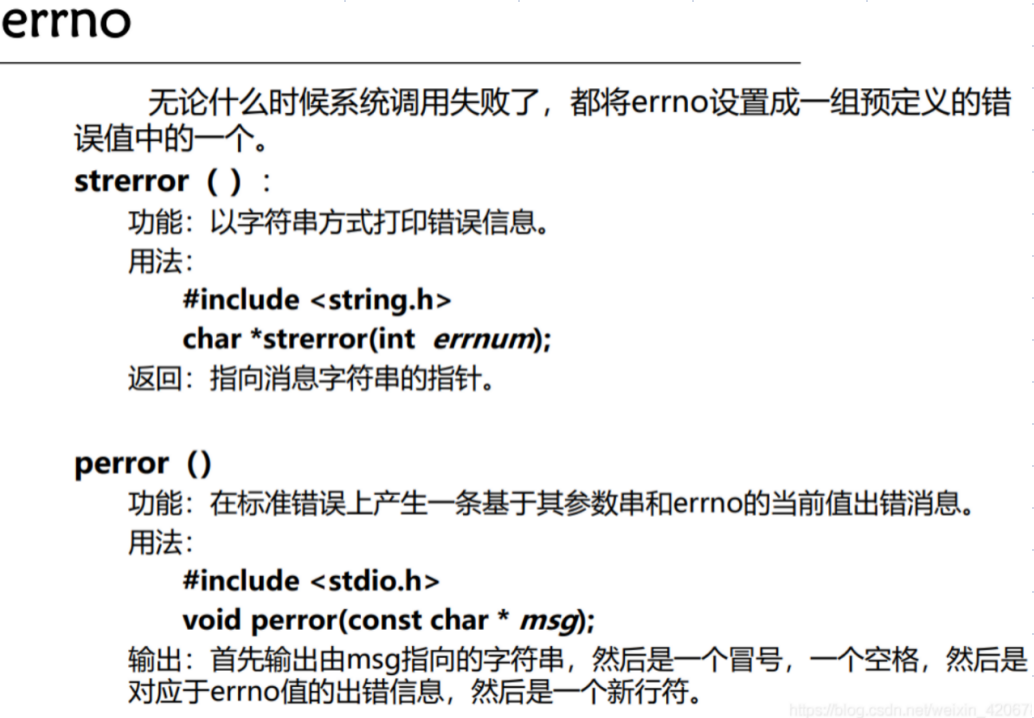 errno
无论什么时候系统调用失败了，都将errno设置成一组预定义的错
误值中的一个。
strerror（ ）:
功能：以字符串方式打印错误信息。
用法：
#include <string.h>
char *strerror(int errnum);
返回：指向消息字符串的指针。
perror（）
功能：在标准错误上产生一条基于其参数串和errno的当前值出错消息。
用法：
#include <stdio.h>
void perror(const char * msg);
输出：首先输出由msg指向的字符串，然后是一个冒号，一个空格，然后是
对应于errno值的出错信息，然后是一个新行符。
https://blog.csdn.net/weixin_42067